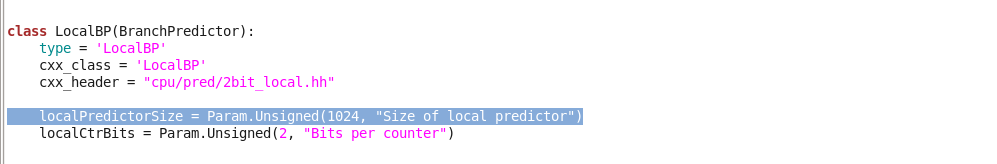 class LocalBP(BranchPredictor):
    type = 'LocalBP'
    cxx_class = 'LocalBP'
    cxx_header = "cpu/pred/2bit_local.hh"
    localPredictorSize = Param.Unsigned(1024, "Size of local predictor")
    localCtrBits = Param.Unsigned(2, "Bits per counter")